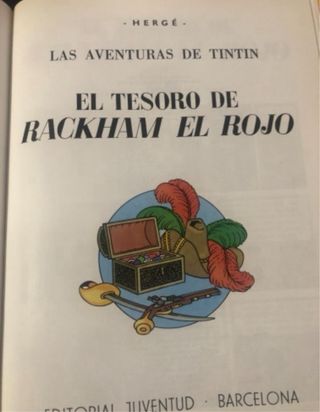 - HERGÉ -
LAS AVENTURAS DE TINTIN
EL TESORO DE
RACKHAM EL ROJO
EDITORIAL JUVENTUD · BARCELONA